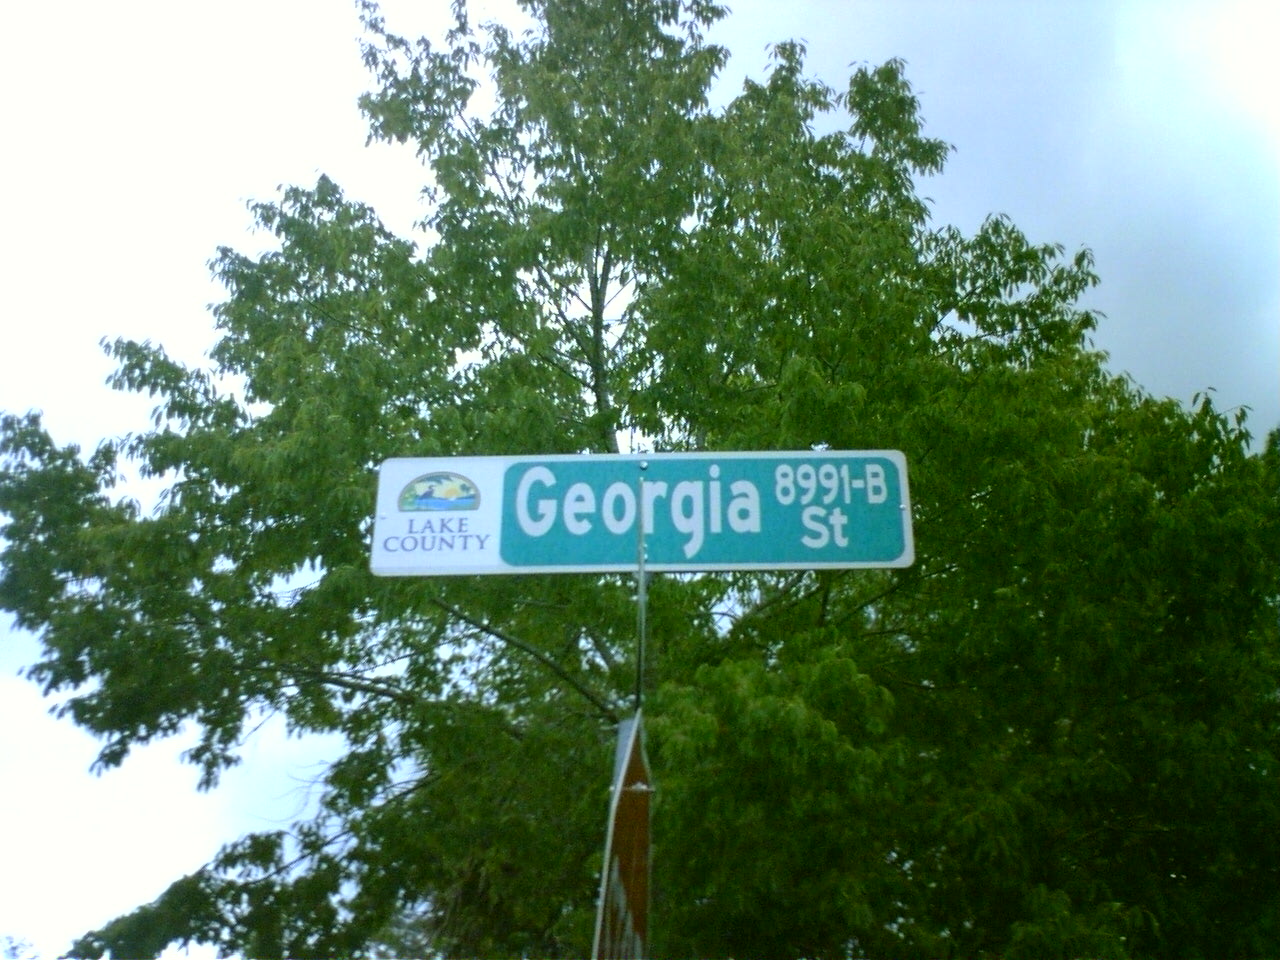 LAKE
COUNTY
Georgia
8991-B
St